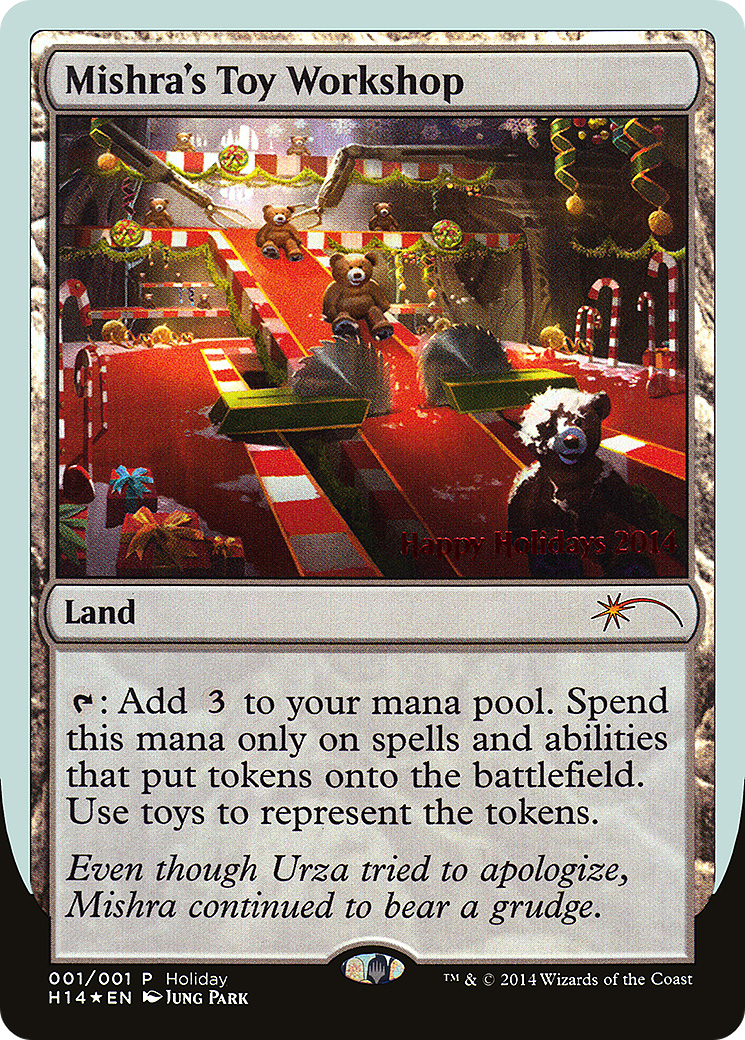 Mishra's Toy Workshop
Happy Holidays 2014
Land
: Add 3 to your mana pool. Spend
this mana only on spells and abilities
that put tokens onto the battlefield.
Use toys to represent the tokens.
Even though Urza tried to apologize,
Mishra continued to bear a grudge.
001/001 P Holiday
H14★EN Jung Park
™ & © 2014 Wizards of the Coast